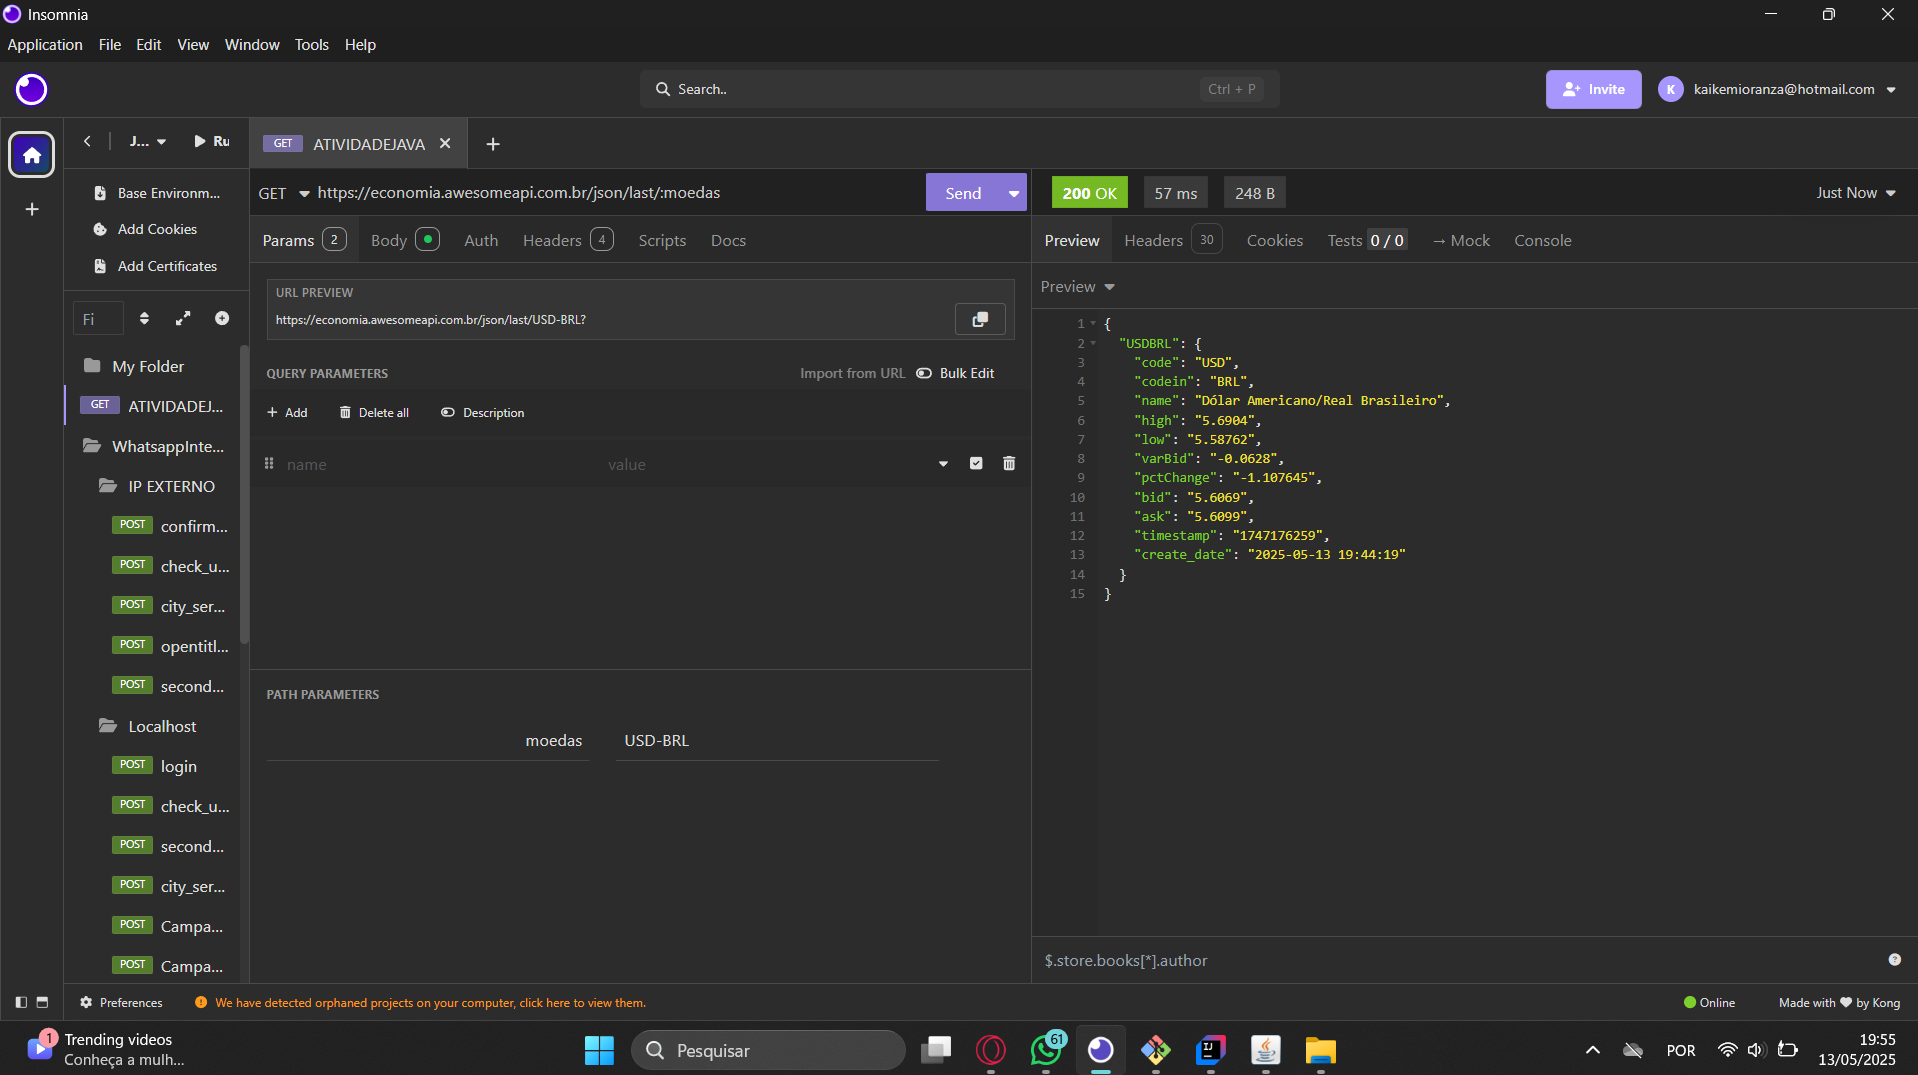 Insomnia
Application File Edit View Window Tools Help
Search..
Ctrl + P
Invite
K
kaikemioranza@hotmail.com
J...
Ru
GET ATIVIDADEJAVA
Base Environm...
Add Cookies
Add Certificates
Fi
My Folder
GET ATIVIDADEJ...
WhatsappInte...
IP EXTERNO
POST confirm...
POST check_u...
POST city_ser...
POST opentitl...
POST second...
Localhost
POST login
POST check_u...
POST second...
POST city_ser...
POST Campa...
POST Campa...
GET https://economia.awesomeapi.com.br/json/last/:moedas
Send
Params 2 Body Auth Headers 4 Scripts Docs
URL PREVIEW
https://economia.awesomeapi.com.br/json/last/USD-BRL?
QUERY PARAMETERS
Import from URL Bulk Edit
Add Delete all Description
name value
PATH PARAMETERS
moedas USD-BRL
200 OK 57 ms 248 B
Just Now
Preview Headers 30 Cookies Tests 0 / 0 → Mock Console
Preview
1 {
2 "USDBRL": {
3 "code": "USD",
4 "codein": "BRL",
5 "name": "Dólar Americano/Real Brasileiro",
6 "high": "5.6904",
7 "low": "5.58762",
8 "varBid": "-0.0628",
9 "pctChange": "-1.107645",
10 "bid": "5.6069",
11 "ask": "5.6099",
12 "timestamp": "1747176259",
13 "create_date": "2025-05-13 19:44:19"
14 }
15 }
$.store.books[*].author
Preferences
We have detected orphaned projects on your computer, click here to view them.
Online
Made with ♥ by Kong
1
Trending videos
Conheça a mulh...
Pesquisar
61
IJ
POR
19:55
13/05/2025